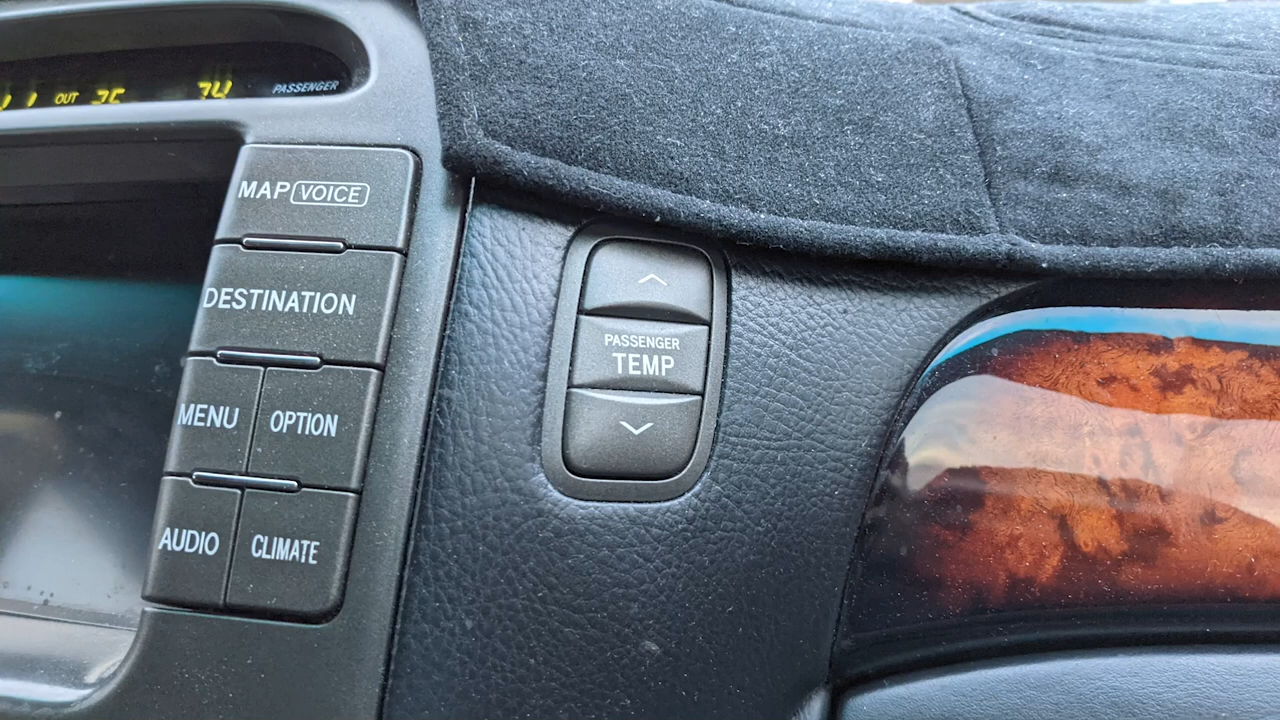 OUT 74 PASSENGER
MAP VOICE
DESTINATION
MENU OPTION
AUDIO CLIMATE
PASSENGER
TEMP